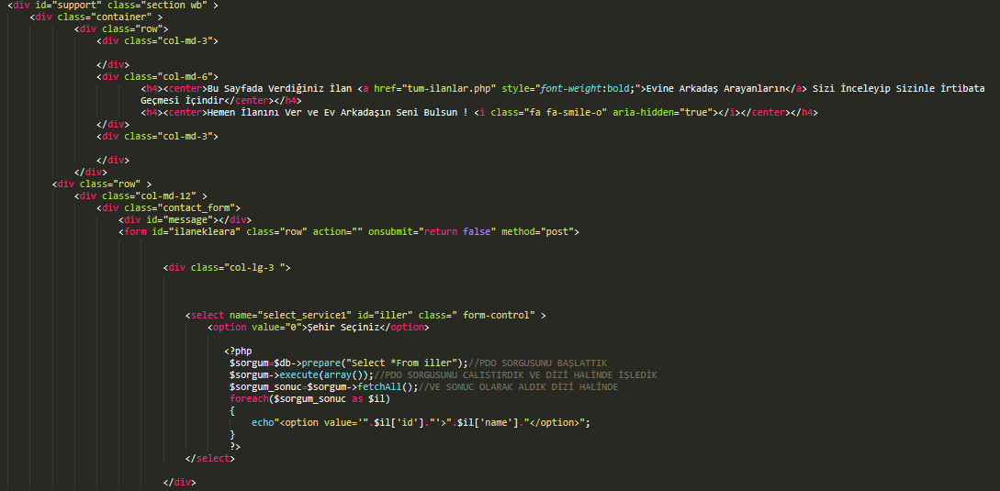 <div id="support" class="section wb" >
<div class="container" >
<div class="row">
<div class="col-md-3">
</div>
<div class="col-md-6">
<h4><center>Bu Sayfada Verdiğiniz İlan <a href="tum-ilanlar.php" style="font-weight:bold;">Evine Arkadaş Arayanların</a> Sizi İnceleyip Sizinle İrtibata
Geçmesi İçindir</center></h4>
<h4><center>Hemen İlanını Ver ve Ev Arkadaşın Seni Bulsun ! <i class="fa fa-smile-o" aria-hidden="true"></i></center></h4>
</div>
<div class="col-md-3">
</div>
</div>
<div class="row" >
<div class="col-md-12" >
<div class="contact_form">
<div id="message"></div>
<form id="ilanekleara" class="row" action="" onsubmit="return false" method="post">
<div class="col-lg-3 ">
<select name="select_service1" id="iller" class=" form-control" >
<option value="0">Şehir Seçiniz</option>
<?php
$sorgum=$db->prepare("Select *From iller");//PDO SORGUSUNU BAŞLATTIK
$sorgum->execute(array());//PDO SORGUSUNU CALISTIRDIK VE DİZİ HALİNDE İŞLEDİK
$sorgum_sonuc=$sorgum->fetchAll();//VE SONUC OLARAK ALDIK DİZİ HALİNDE
foreach($sorgum_sonuc as $il)
{
echo"<option value='".$il['id']."'>".$il['name']."</option>";
}
?>
</select>
</div>